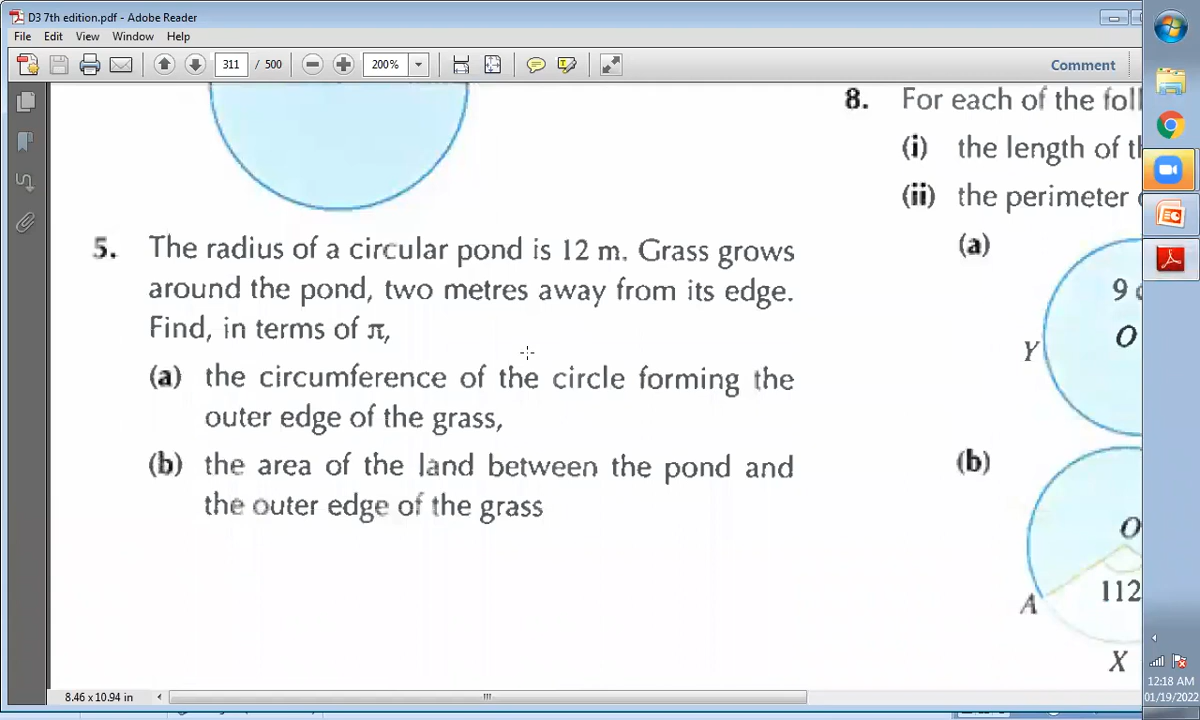 D3 7th edition.pdf - Adobe Reader
File Edit View Window Help
311 / 500 200% Comment
5. The radius of a circular pond is 12 m. Grass grows
around the pond, two metres away from its edge.
Find, in terms of π,
(a) the circumference of the circle forming the
outer edge of the grass,
(b) the area of the land between the pond and
the outer edge of the grass
8. For each of the fol
(i) the length of t
(ii) the perimeter
(a)
9
Y
O
(b)
O
112
A
X
8.46 x 10.94 in
12:18 AM
01/19/2022